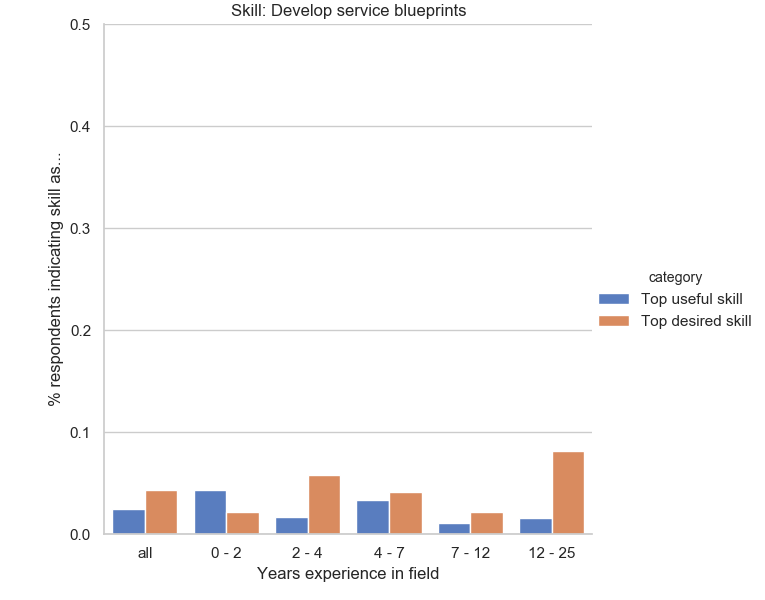 Skill: Develop service blueprints
% respondents indicating skill as...
0.5
0.4
0.3
0.2
0.1
0.0
all
0 - 2
2 - 4
4 - 7
7 - 12
12 - 25
Years experience in field
category
Top useful skill
Top desired skill